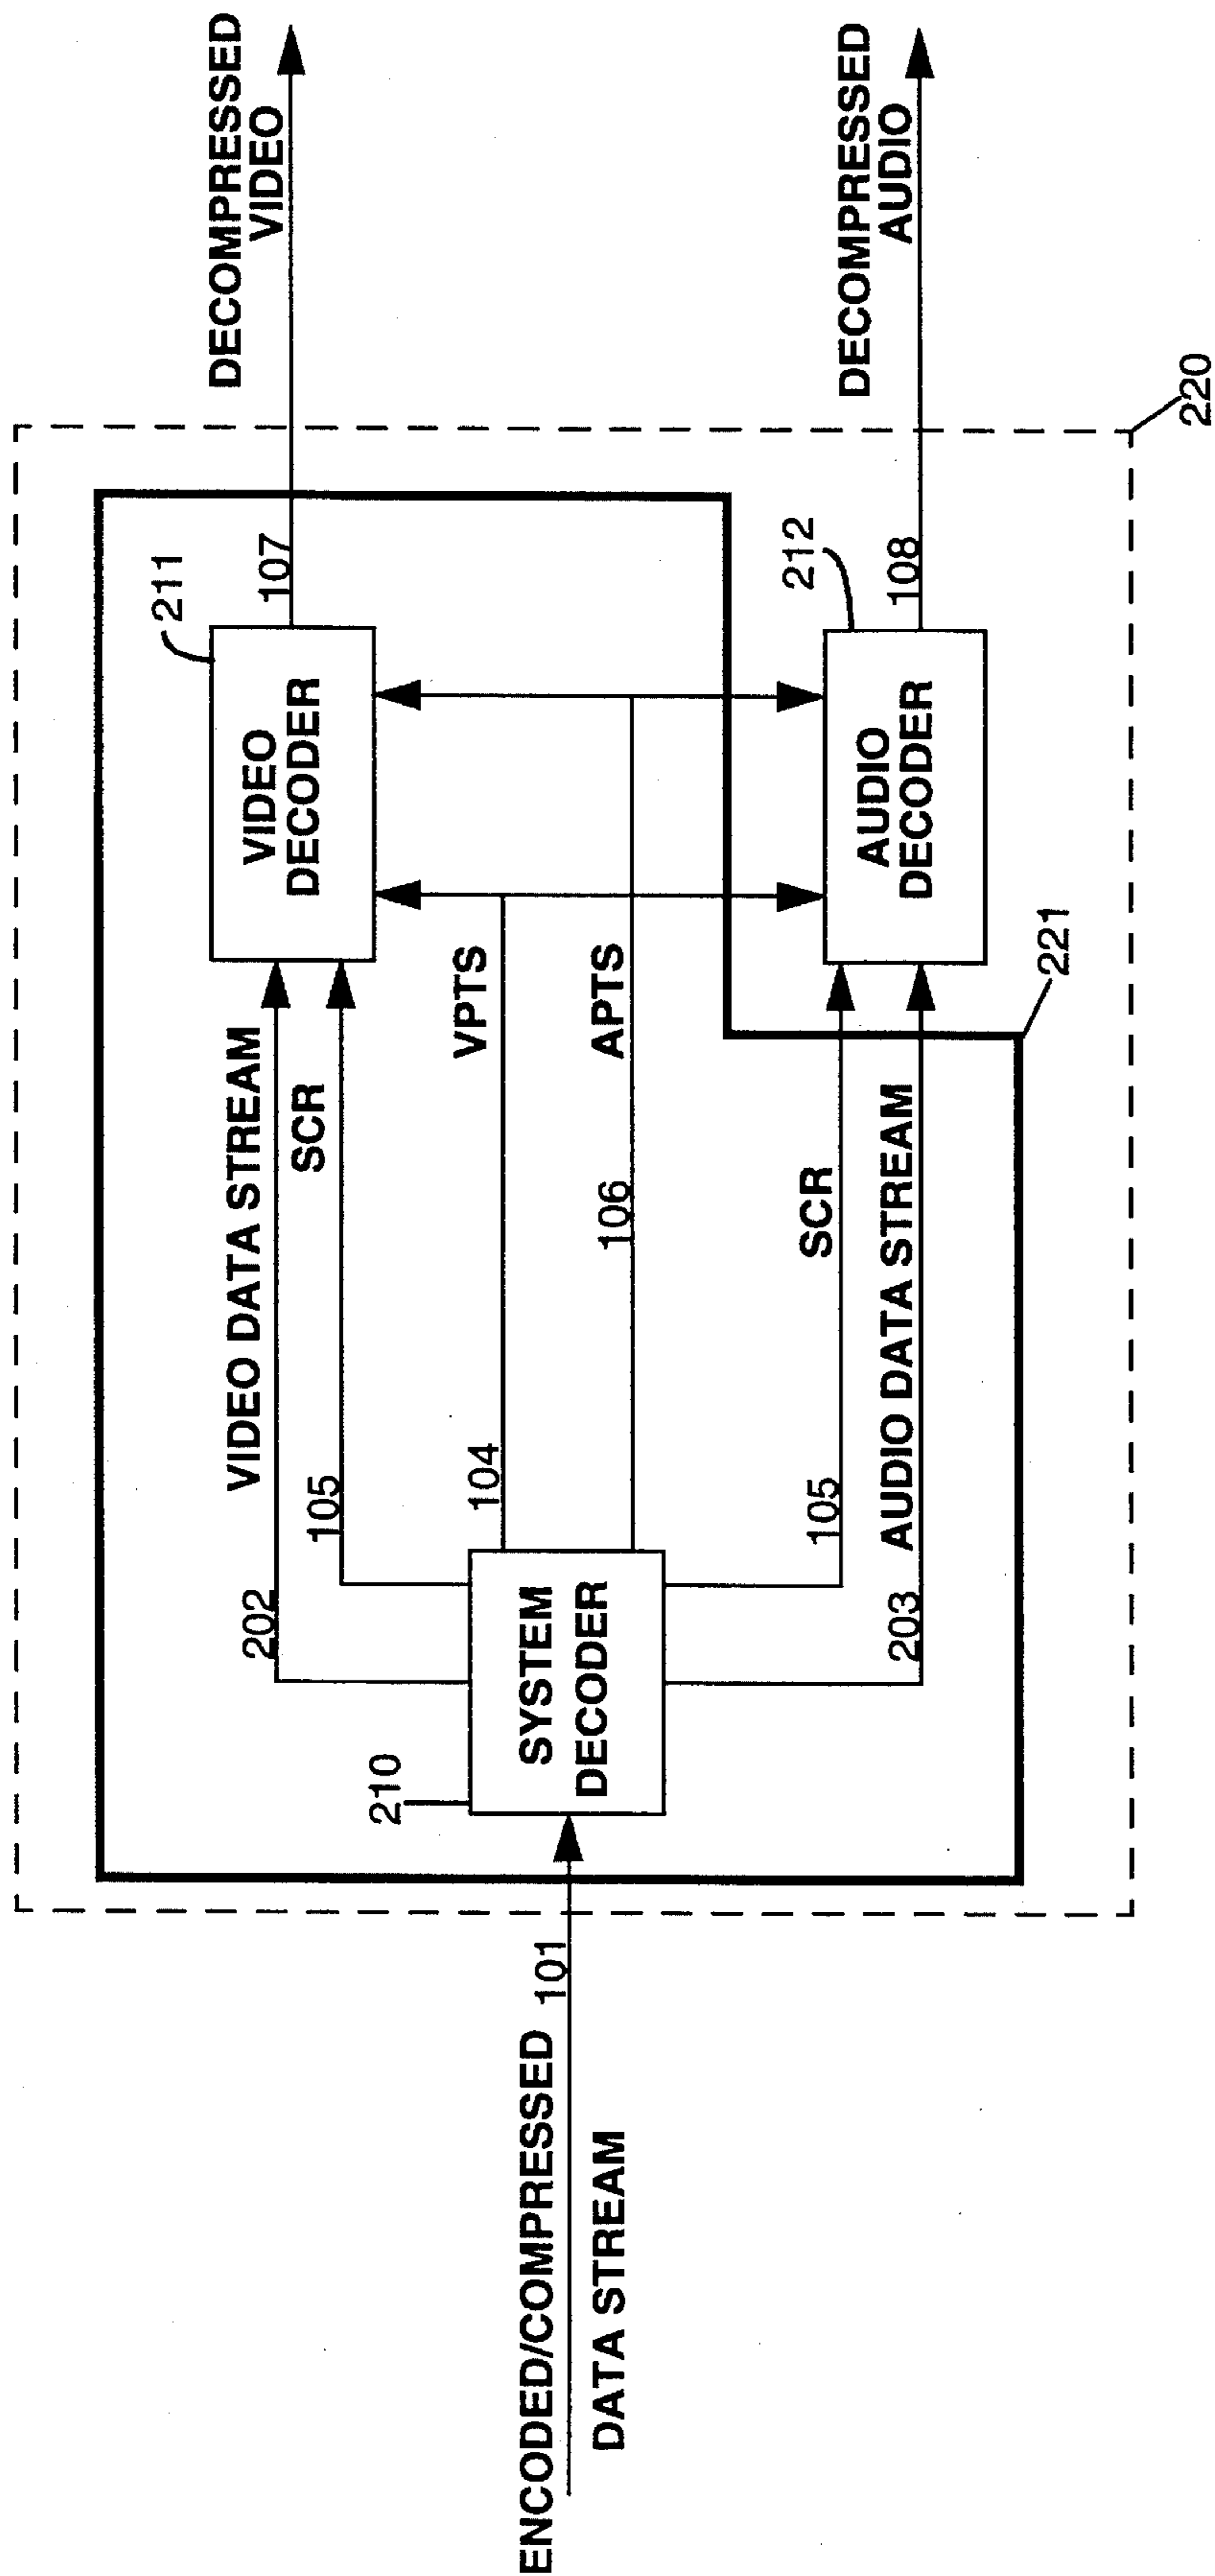 ENCODED/COMPRESSED
DATA STREAM
101
210
SYSTEM
DECODER
202
VIDEO DATA STREAM
105
SCR
104
VPTS
106
APTS
105
SCR
203
AUDIO DATA STREAM
211
VIDEO
DECODER
107
DECOMPRESSED
VIDEO
212
AUDIO
DECODER
108
DECOMPRESSED
AUDIO
221
220